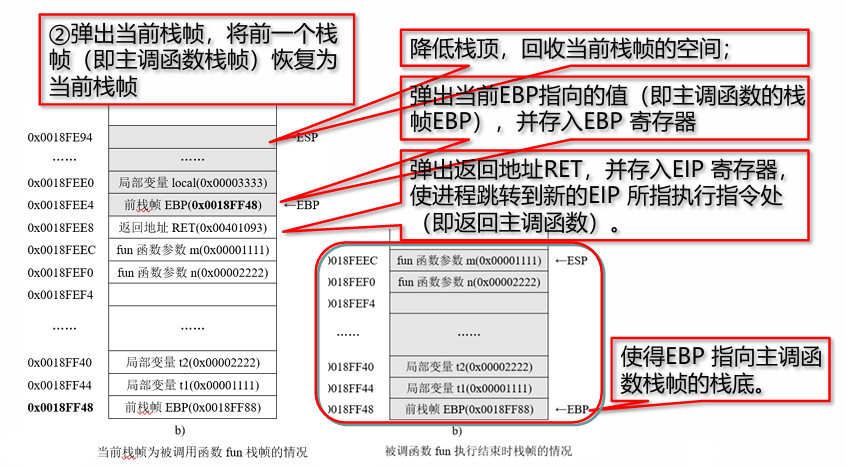 ②弹出当前栈帧，将前一个栈
帧（即主调函数栈帧）恢复为
当前栈帧
降低栈顶，回收当前栈帧的空间；
弹出当前EBP指向的值（即主调函数的栈
帧EBP），并存入EBP 寄存器
弹出返回地址RET，并存入EIP 寄存器，
使进程跳转到新的EIP 所指执行指令处
（即返回主调函数）。
0x0018FE94 ←ESP
…… ……
0x0018FEE0 局部变量 local(0x00003333)
0x0018FEE4 前栈帧 EBP(0x0018FF48) ←EBP
0x0018FEE8 返回地址 RET(0x00401093)
0x0018FEEC fun 函数参数 m(0x00001111)
0x0018FEF0 fun 函数参数 n(0x00002222)
0x0018FEF4
…… ……
0x0018FF40 局部变量 t2(0x00002222)
0x0018FF44 局部变量 t1(0x00001111)
0x0018FF48 前栈帧 EBP(0x0018FF88)
b)
当前栈帧为被调用函数 fun 栈帧的情况
0018FEEC fun 函数参数 m(0x00001111) ←ESP
0018FEF0 fun 函数参数 n(0x00002222)
0018FEF4
…… ……
0018FF40 局部变量 t2(0x00002222)
0018FF44 局部变量 t1(0x00001111)
0018FF48 前栈帧 EBP(0x0018FF88) ←EBP
b)
被调函数 fun 执行结束时栈帧的情况
使得EBP 指向主调函
数栈帧的栈底。